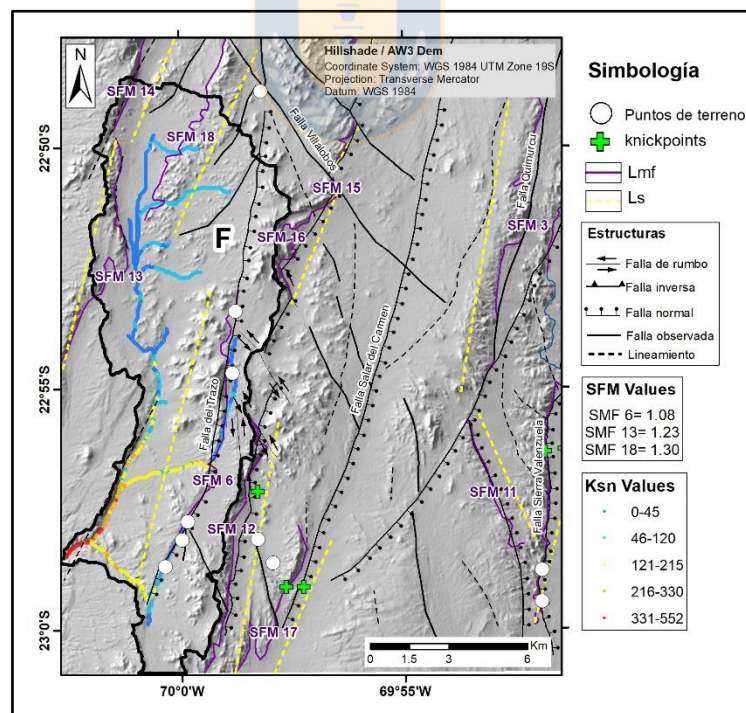 Hillshade / AW3 Dem
Coordinate System: WGS 1984 UTM Zone 19S
Projection: Transverse Mercator
Datum: WGS 1984
N
SFM 14
SFM 18
Falla Villalobos
SFM 15
SFM 16
F
SFM 13
Falla Quimurcu
SFM 3
Falla Salar del Carmen
Falla del Trazo
SFM 6
SFM 12
SFM 11
Falla Sierra Valenzuela
SFM 17
22°50'S
22°55'S
23°0'S
70°0'W
69°55'W
Km
0 1.5 3 6
Simbología
Puntos de terreno
knickpoints
Lmf
Ls
Estructuras
Falla de rumbo
Falla inversa
Falla normal
Falla observada
Lineamiento
SFM Values
SMF 6= 1.08
SMF 13= 1.23
SMF 18= 1.30
Ksn Values
0-45
46-120
121-215
216-330
331-552